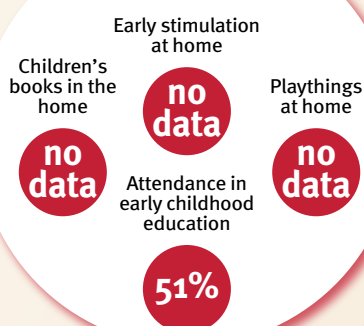 Early stimulation
at home
no
data
Children’s
books in the
home
no
data
Playthings
at home
no
data
Attendance in
early childhood
education
51%